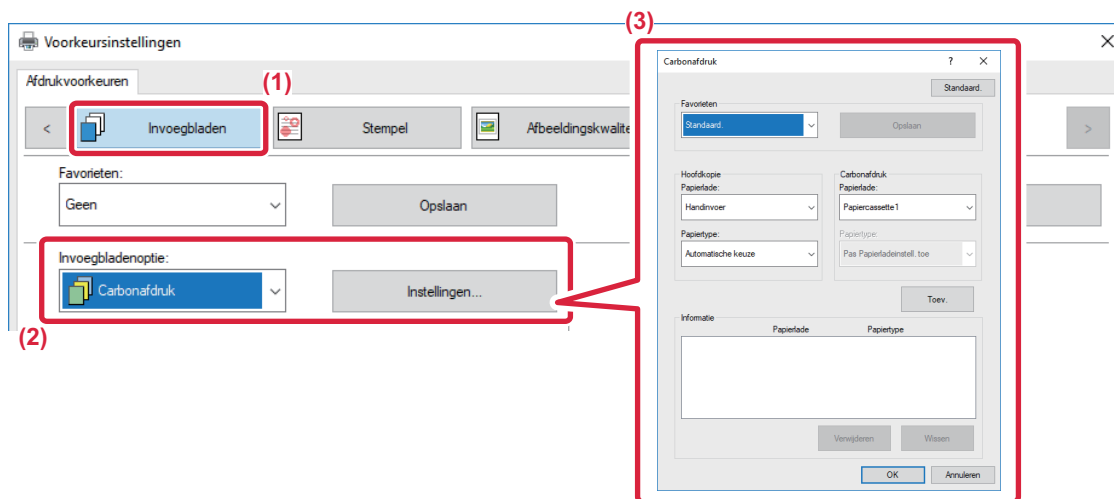 (3)
Voorkeursinstellingen
Afdrukvoorkeuren
(1)
< Invoegbladen Stempel Afbeeldingskwalite >
Favorieten:
Geen Opslaan
Invoegbladenoptie:
Carbonafdruk Instellingen...
(2)
Carbonafdruk ?
Standaard.
Favorieten
Standaard. Opslaan
Hoofdkopie Carbonafdruk
Papierlade: Papierlade:
Handinvoer Papiercassette1
Papiertype: Papiertype:
Automatische keuze Pas Papierladeinstell. toe
Toev.
Informatie
Papierlade Papiertype
Verwijderen Wissen
OK Annuleren